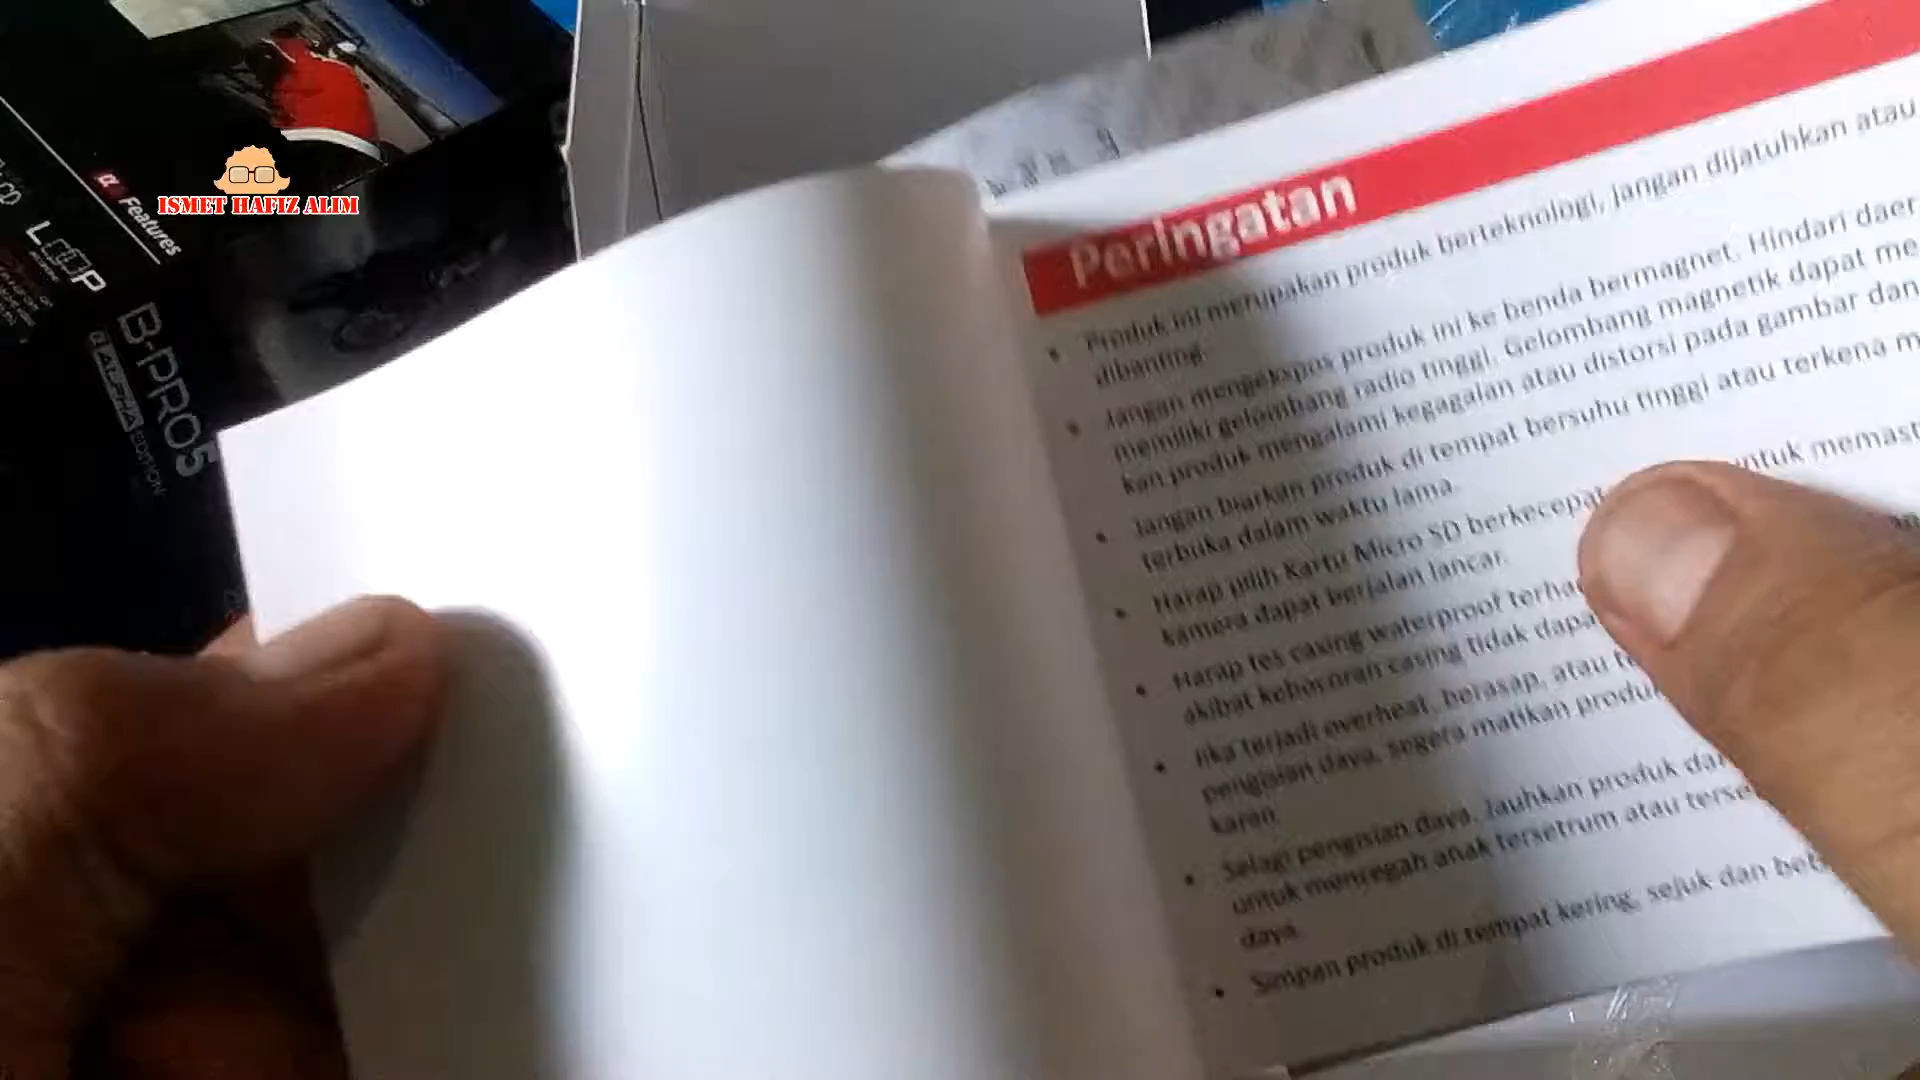 ISMET HAFIZ ALIM
α Features
LOOP
B-PRO5
α ALPHA EDITION
Peringatan
• Produk ini merupakan produk berteknologi, jangan dijatuhkan atau
dibanting.
• Jangan mengekspos produk ini ke benda bermagnet. Hindari daer
memiliki gelombang radio tinggi. Gelombang magnetik dapat me
kan produk mengalami kegagalan atau distorsi pada gambar dan
• Jangan biarkan produk di tempat bersuhu tinggi atau terkena m
terbuka dalam waktu lama.
• Harap pilih Kartu Micro SD berkecepat untuk memast
kamera dapat berjalan lancar.
• Harap tes casing waterproof terha
akibat kebocoran casing tidak dapa
• Jika terjadi overheat, berasap, atau
pengisian daya, segera matikan produ
karen
• Selagi pengisian daya, Jauhkan produk dar
untuk mencegah anak tersetrum atau terse
daya.
• Simpan produk di tempat kering, sejuk dan be